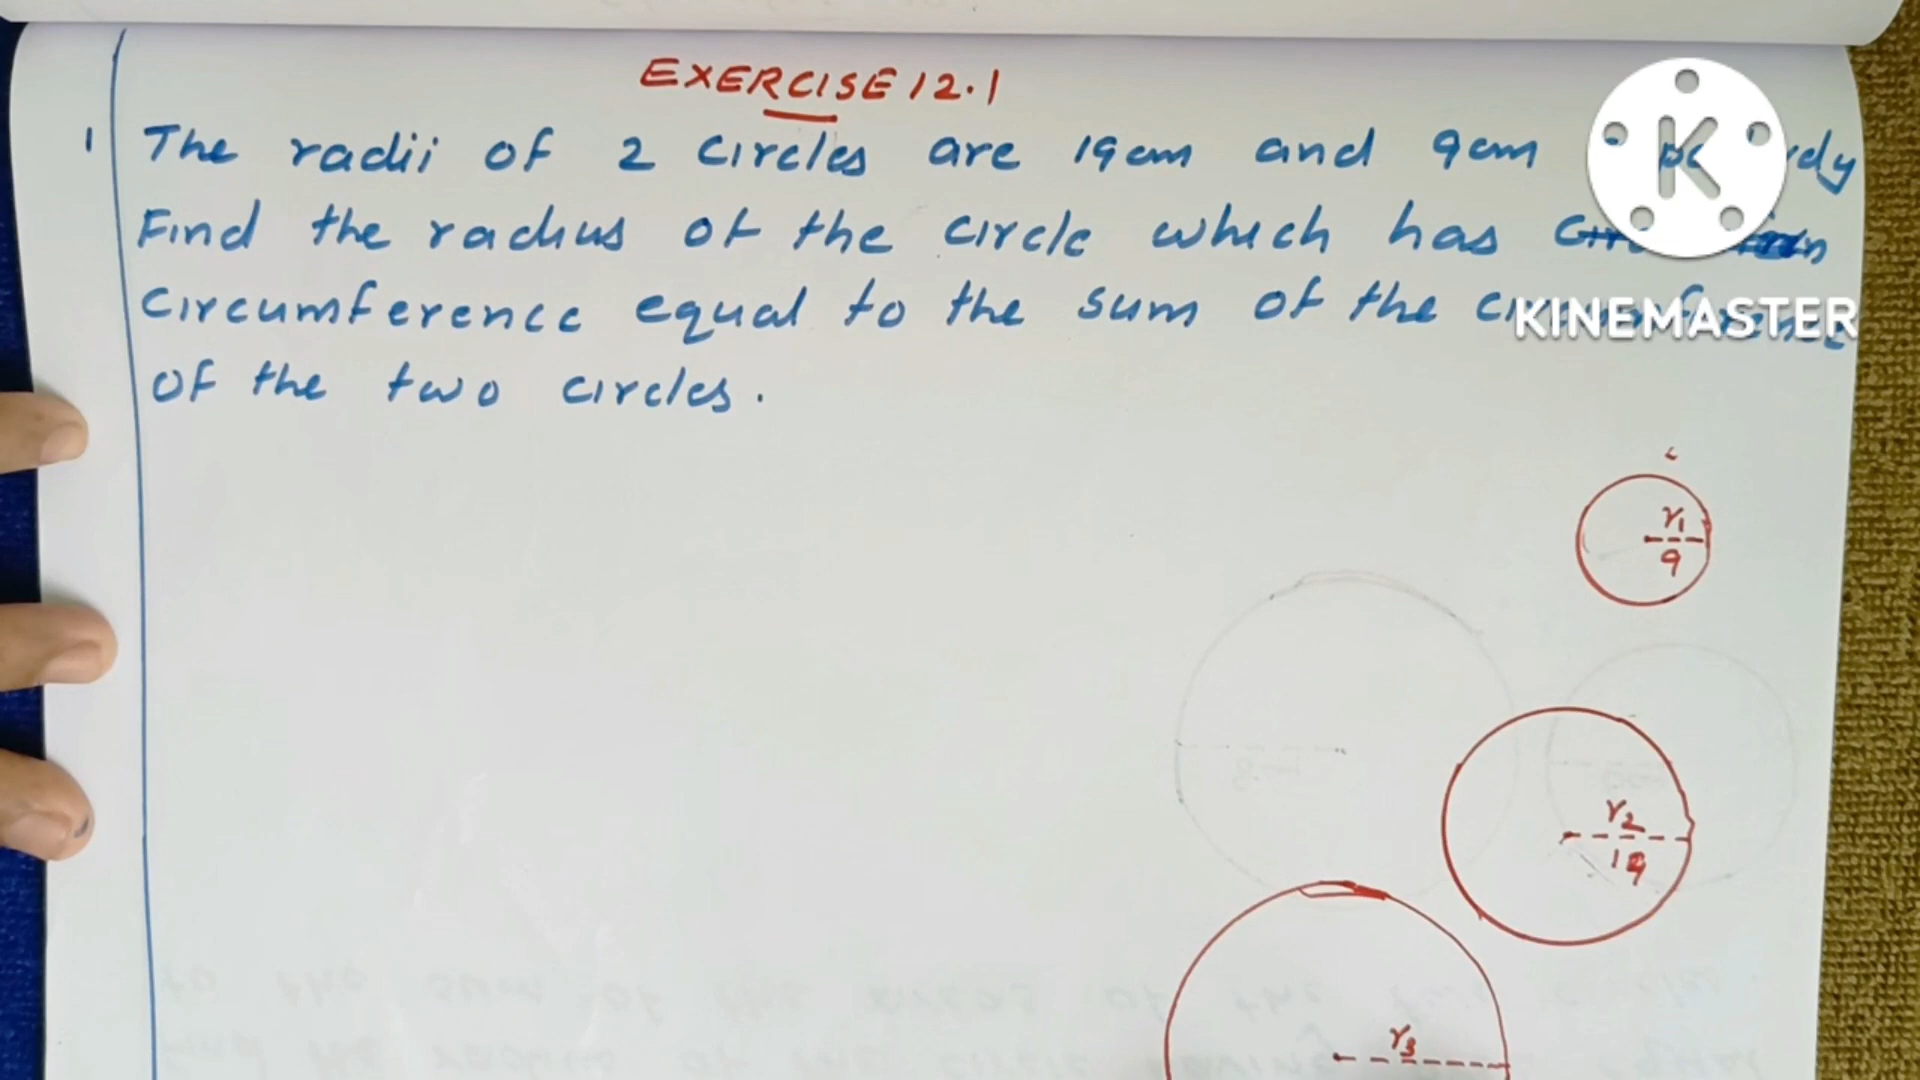 EXERCISE 12.1
1 The radii of 2 circles are 19cm and 9cm
Find the radius of the circle which has
circumference equal to the sum of the
of the two circles.
KINEMASTER
r1
9
r2
19
r3